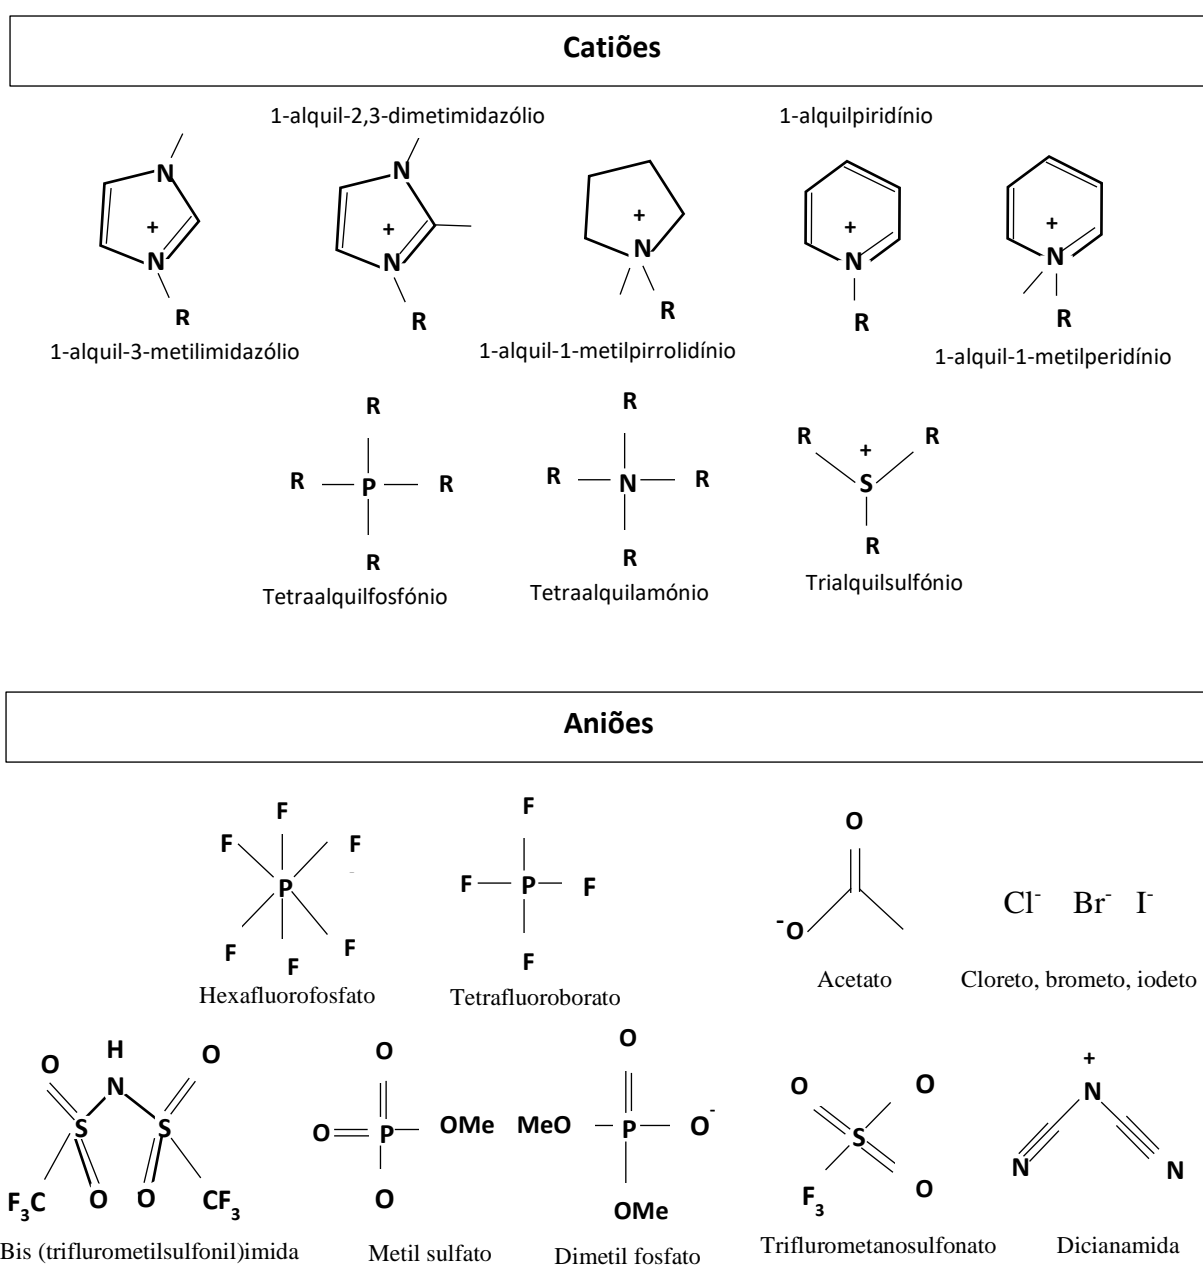 Catiões
1-alquil-2,3-dimetimidazólio
1-alquilpiridínio
N
+
N
R
N
+
N
R
+
N
R
+
N
R
+
N
R
1-alquil-3-metilimidazólio
1-alquil-1-metilpirrolidínio
1-alquil-1-metilperidínio
R
R P R
R
R
R N R
R
R + R
S
R
Tetraalquilfosfónio
Tetraalquilamónio
Trialquilsulfónio
Aniões
F
F F
-
P
F F
F
F
F P F
F
O
-O
Cl- Br- I-
Hexafluorofosfato
Tetrafluoroborato
Acetato
Cloreto, brometo, iodeto
H
O N O
S S
F3C O O CF3
O
O P OMe
O
O
MeO P O-
OMe
O O
S
F3 O
+
N
N N
Bis (triflurometilsulfonil)imida
Metil sulfato
Dimetil fosfato
Triflurometanosulfonato
Dicianamida